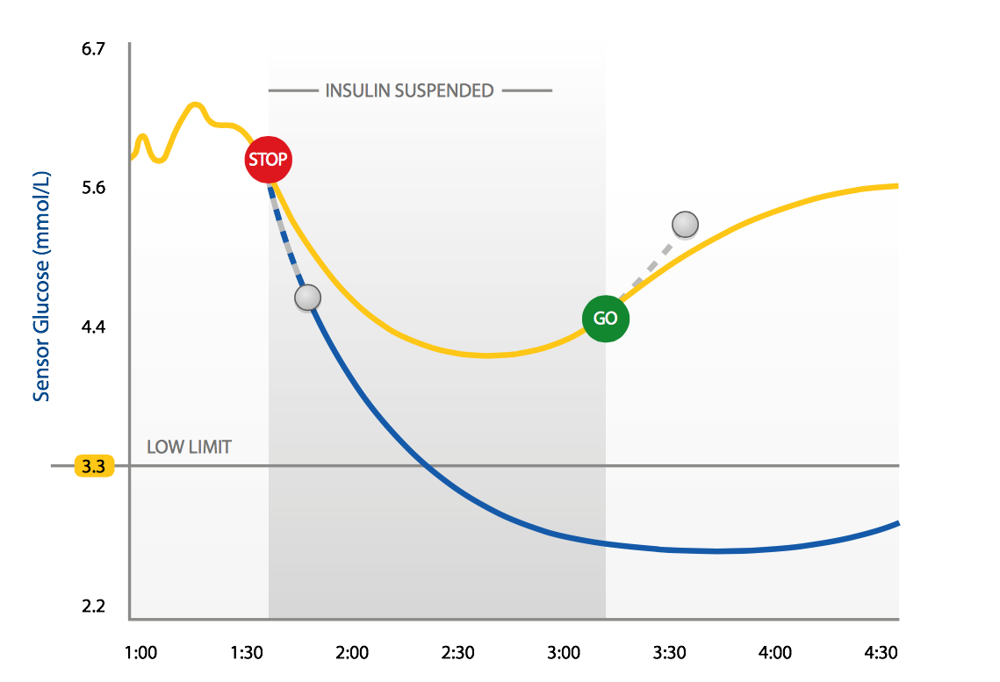 6.7
INSULIN SUSPENDED
STOP
5.6
Sensor Glucose (mmol/L)
GO
4.4
LOW LIMIT
3.3
2.2
1:00 1:30 2:00 2:30 3:00 3:30 4:00 4:30